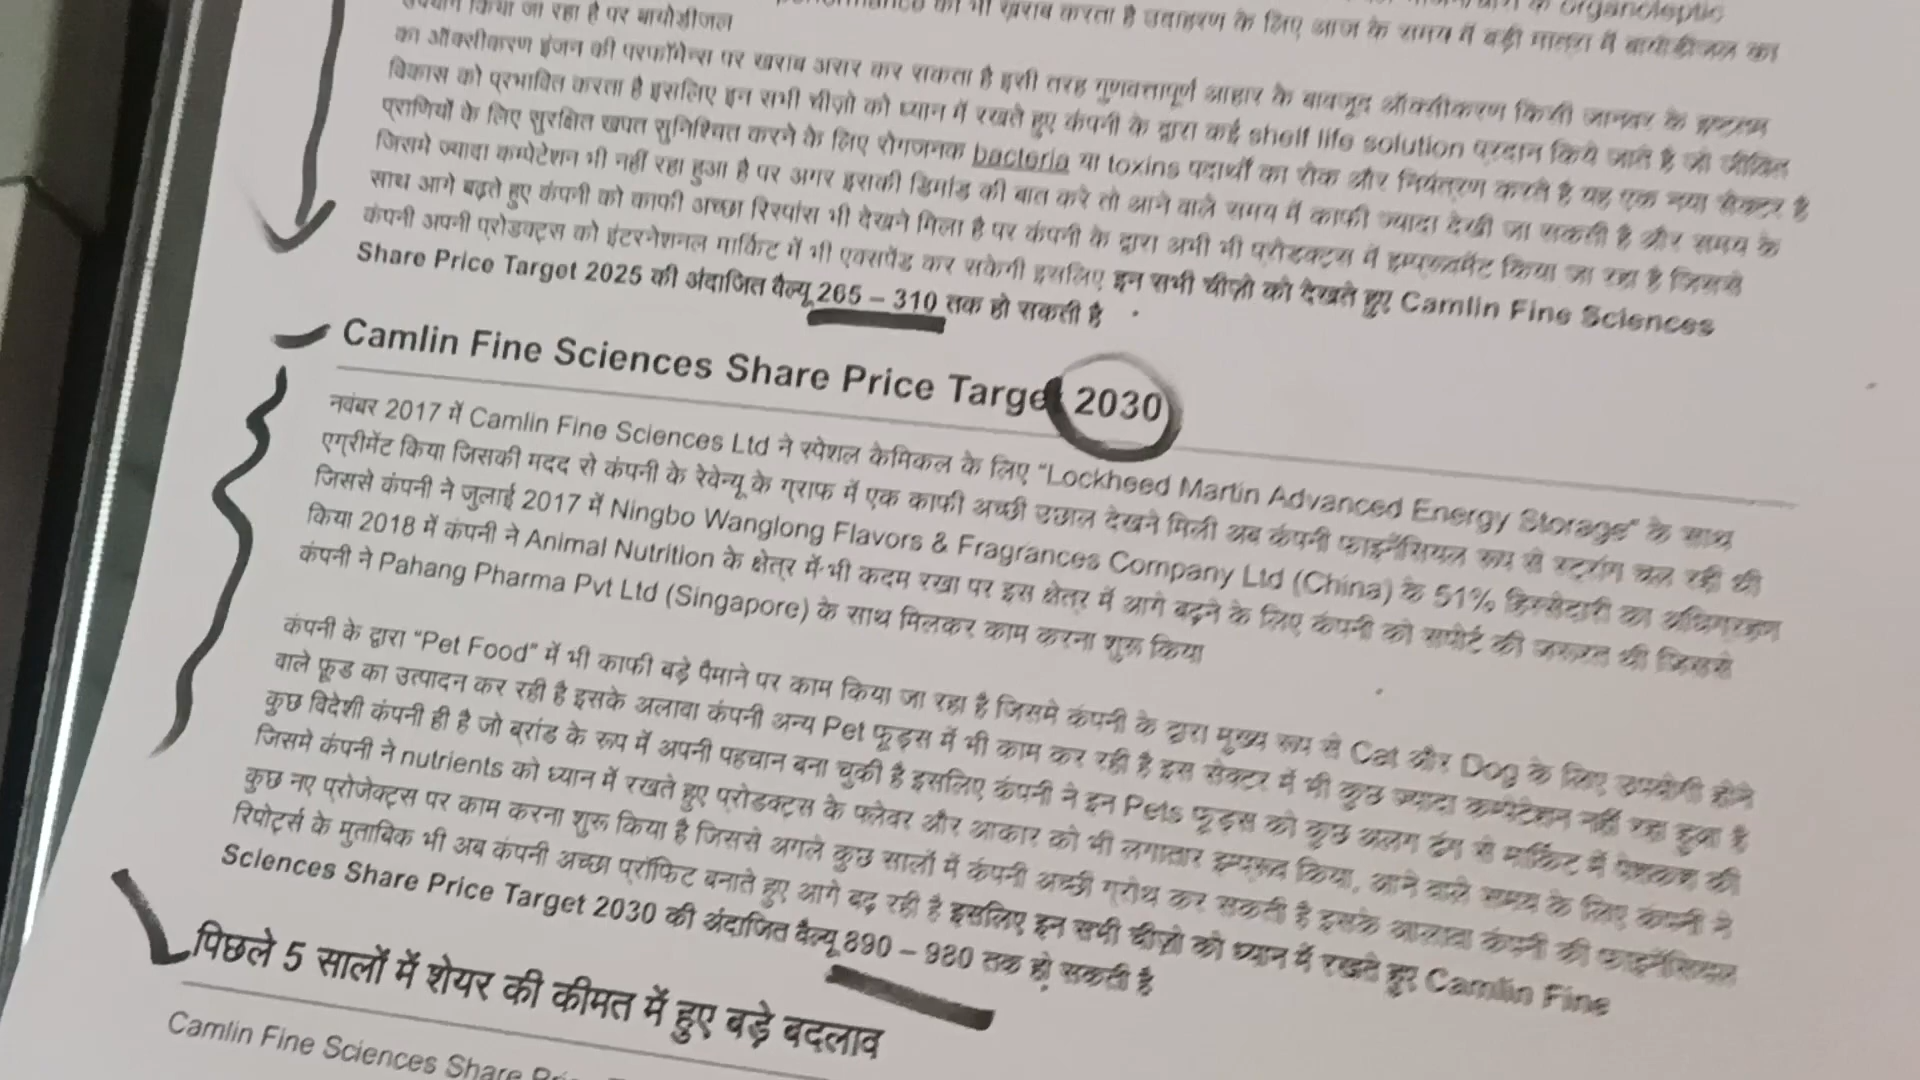 उपयोग किया जा रहा है पर बायोडीजल
performance को भी ख़राब करता है उदाहरण के लिए आज के समय में बड़ी मात्रा में बायोडीजल का
का ऑक्सीकरण इंजन की परफॉमेन्स पर खराब असर कर सकता है इसी तरह गुणवत्तापूर्ण आहार के बावजूद ऑक्सीकरण किसी जानवर के
विकास को प्रभावित करता है इसलिए इन सभी चीज़ो को ध्यान में रखते हुए कंपनी के द्वारा कई shelf life solution प्रदान किये जाते है जो जीवित
प्राणियों के लिए सुरक्षित खपत सुनिश्चित करने के लिए रोगजनक bacteria या toxins पदार्थों का रोक और नियंत्रण करते है यह एक नया सेक्टर है
जिसमे ज्यादा कम्पेटेशन भी नहीं रहा हुआ है पर अगर इसकी डिमांड की बात करे तो आने वाले समय में काफी ज्यादा देखी जा सकती है और समय के
साथ आगे बढ़ते हुए कंपनी को काफी अच्छा रिस्पांस भी देखने मिला है पर कंपनी के द्वारा अभी भी प्रोडक्ट्स में इम्प्रूवमेंट किया जा रहा है जिससे
कंपनी अपनी प्रोडक्ट्स को इंटरनेशनल मार्किट में भी एक्सपैंड कर सकेगी इसलिए इन सभी चीज़ो को देखते हुए Camlin Fine Sciences
Share Price Target 2025 की अंदाजित वैल्यू 265 – 310 तक हो सकती है
Camlin Fine Sciences Share Price Target 2030
नवंबर 2017 में Camlin Fine Sciences Ltd ने स्पेशल केमिकल के लिए “Lockheed Martin Advanced Energy Storage” के साथ
एग्रीमेंट किया जिसकी मदद से कंपनी के रेवेन्यू के ग्राफ में एक काफी अच्छी उछाल देखने मिली अब कंपनी फाइनेंसियल रूप से स्ट्रांग चल रही थी
जिससे कंपनी ने जुलाई 2017 में Ningbo Wanglong Flavors & Fragrances Company Ltd (China) के 51% हिस्सेदारी का अधिग्रहण
किया 2018 में कंपनी ने Animal Nutrition के क्षेत्र में भी कदम रखा पर इस क्षेत्र में आगे बढ़ने के लिए कंपनी को सपोर्ट की जरूरत थी जिससे
कंपनी ने Pahang Pharma Pvt Ltd (Singapore) के साथ मिलकर काम करना शुरू किया
कंपनी के द्वारा “Pet Food” में भी काफी बड़े पैमाने पर काम किया जा रहा है जिसमे कंपनी के द्वारा मुख्य रूप से Cat और Dog के लिए उपयोगी होने
वाले फ़ूड का उत्पादन कर रही है इसके अलावा कंपनी अन्य Pet फूड्स में भी काम कर रही है इस सेक्टर में भी कुछ ज्यादा कम्पेटेशन नहीं रहा हुआ है
कुछ विदेशी कंपनी ही है जो ब्रांड के रूप में अपनी पहचान बना चुकी है इसलिए कंपनी ने इन Pets फूड्स को कुछ अलग ढंग से मार्किट में पेशकश की
जिसमे कंपनी ने nutrients को ध्यान में रखते हुए प्रोडक्ट्स के फ्लेवर और आकार को भी लगातार इम्प्रूव किया, आने वाले समय के लिए कंपनी ने
कुछ नए प्रोजेक्ट्स पर काम करना शुरू किया है जिससे अगले कुछ सालों में कंपनी अच्छी ग्रोथ कर सकती है इसके आलावा कंपनी की फाइनेंसियल
रिपोर्ट्स के मुताबिक भी अब कंपनी अच्छा प्रॉफिट बनाते हुए आगे बढ़ रही है इसलिए इन सभी चीज़ो को ध्यान में रखते हुए Camlin Fine
Sciences Share Price Target 2030 की अंदाजित वैल्यू 890 – 980 तक हो सकती है
पिछले 5 सालों में शेयर की कीमत में हुए बड़े बदलाव
Camlin Fine Sciences Share